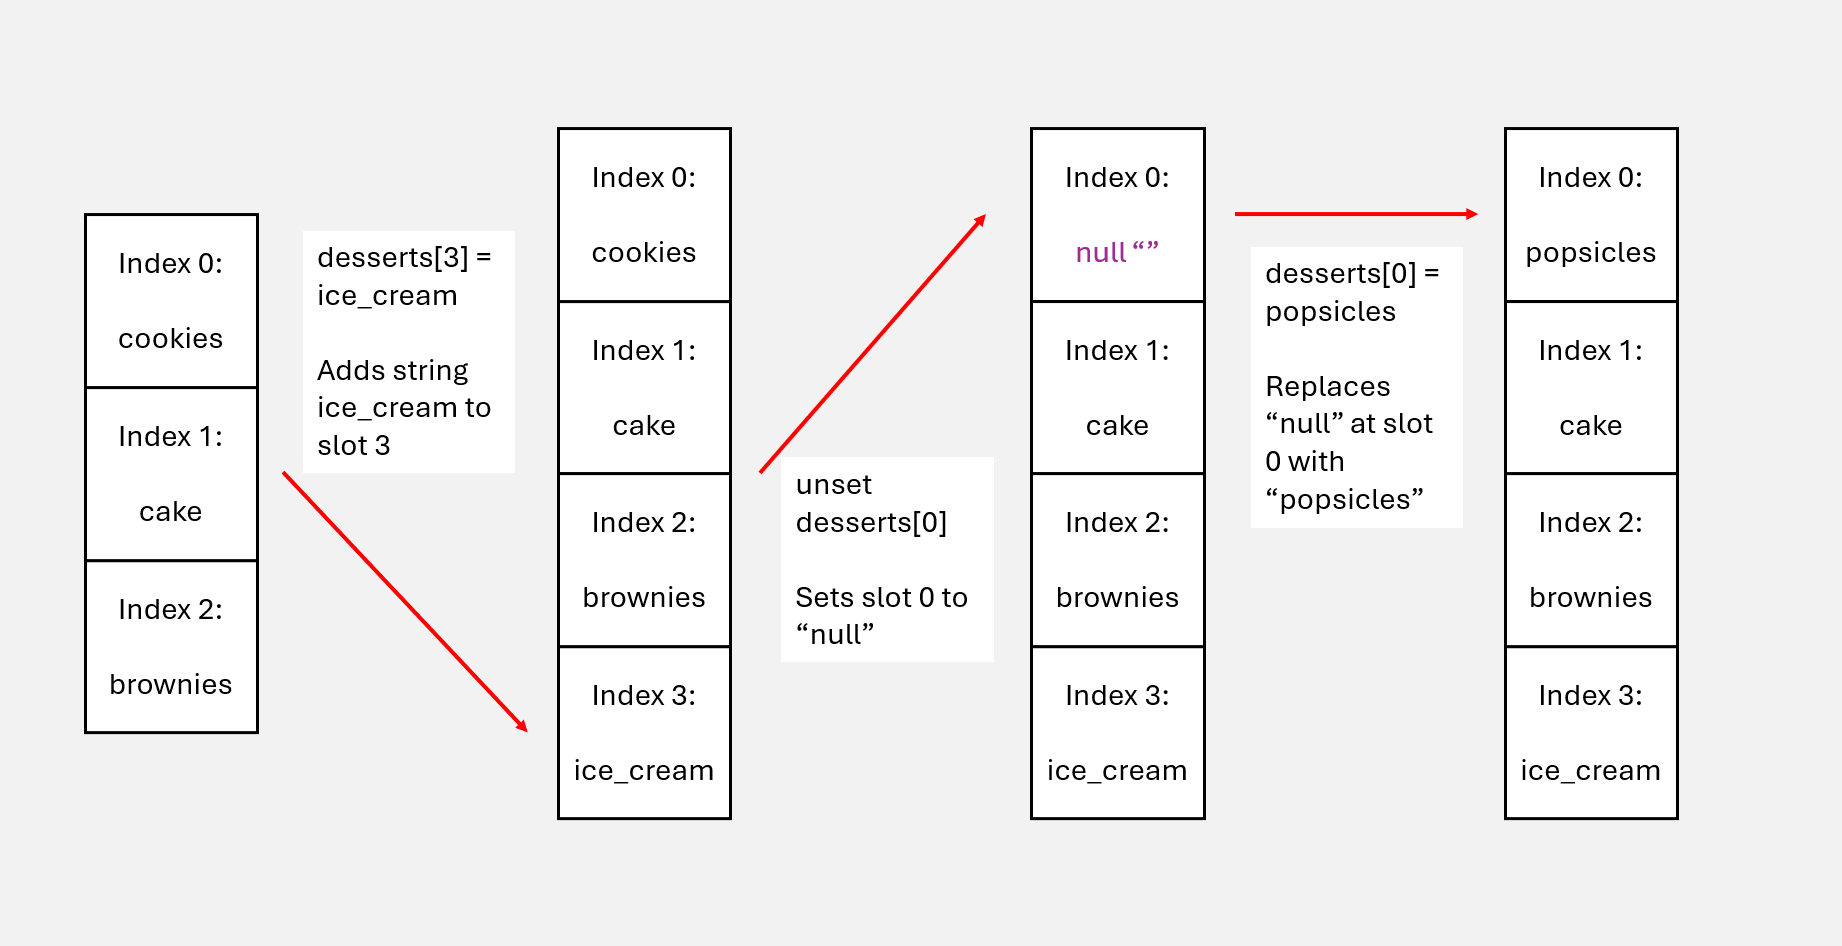 Index 0:
cookies
Index 1:
cake
Index 2:
brownies
desserts[3] =
ice_cream
Adds string
ice_cream to
slot 3
Index 0:
cookies
Index 1:
cake
Index 2:
brownies
Index 3:
ice_cream
unset
desserts[0]
Sets slot 0 to
“null”
Index 0:
null “”
Index 1:
cake
Index 2:
brownies
Index 3:
ice_cream
desserts[0] =
popsicles
Replaces
“null” at slot
0 with
“popsicles”
Index 0:
popsicles
Index 1:
cake
Index 2:
brownies
Index 3:
ice_cream